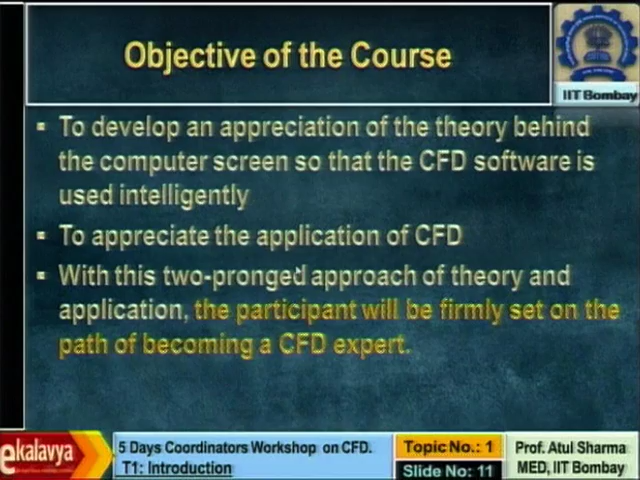 Objective of the Course
IIT Bombay
▪ To develop an appreciation of the theory behind
the computer screen so that the CFD software is
used intelligently
▪ To appreciate the application of CFD
▪ With this two-pronged approach of theory and
application, the participant will be firmly set on the
path of becoming a CFD expert.
ekalavya
5 Days Coordinators Workshop on CFD.
T1: Introduction
Topic No.: 1
Slide No: 11
Prof. Atul Sharma
MED, IIT Bombay